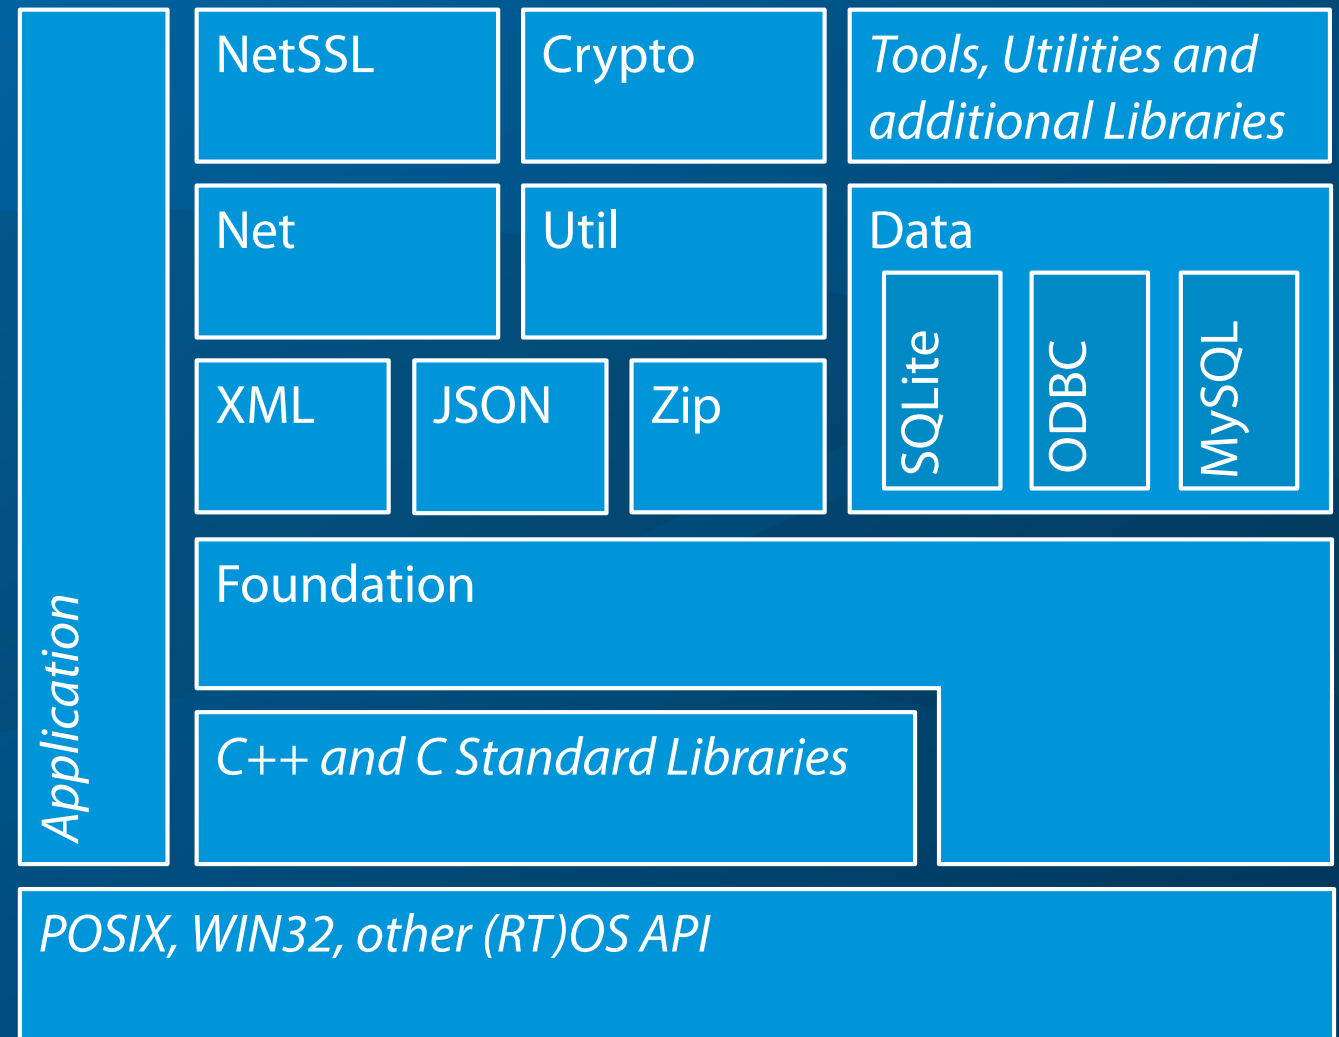 NetSSL
Crypto
Tools, Utilities and
additional Libraries
Net
Util
Data
SQLite
ODBC
MySQL
XML
JSON
Zip
Foundation
Application
C++ and C Standard Libraries
POSIX, WIN32, other (RT)OS API